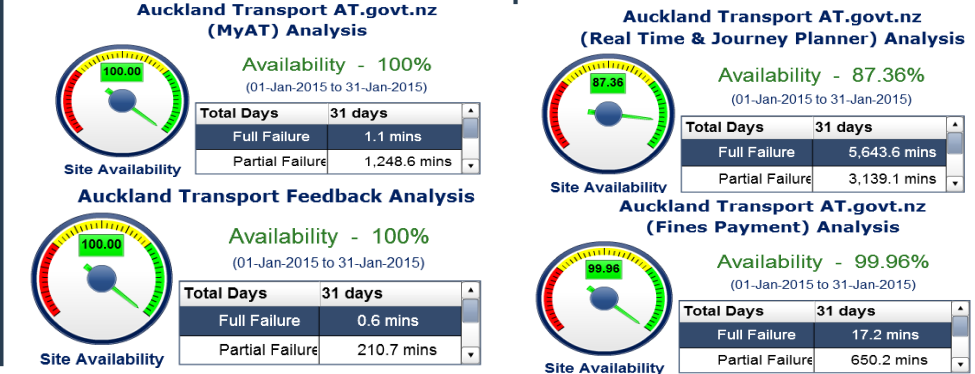 Auckland Transport AT.govt.nz
(MyAT) Analysis
100.00
Site Availability
Availability - 100%
(01-Jan-2015 to 31-Jan-2015)
Total Days 31 days
Full Failure 1.1 mins
Partial Failure 1,248.6 mins
Auckland Transport Feedback Analysis
100.00
Site Availability
Availability - 100%
(01-Jan-2015 to 31-Jan-2015)
Total Days 31 days
Full Failure 0.6 mins
Partial Failure 210.7 mins
Auckland Transport AT.govt.nz
(Real Time & Journey Planner) Analysis
87.36
Site Availability
Availability - 87.36%
(01-Jan-2015 to 31-Jan-2015)
Total Days 31 days
Full Failure 5,643.6 mins
Partial Failure 3,139.1 mins
Auckland Transport AT.govt.nz
(Fines Payment) Analysis
99.96
Site Availability
Availability - 99.96%
(01-Jan-2015 to 31-Jan-2015)
Total Days 31 days
Full Failure 17.2 mins
Partial Failure 650.2 mins